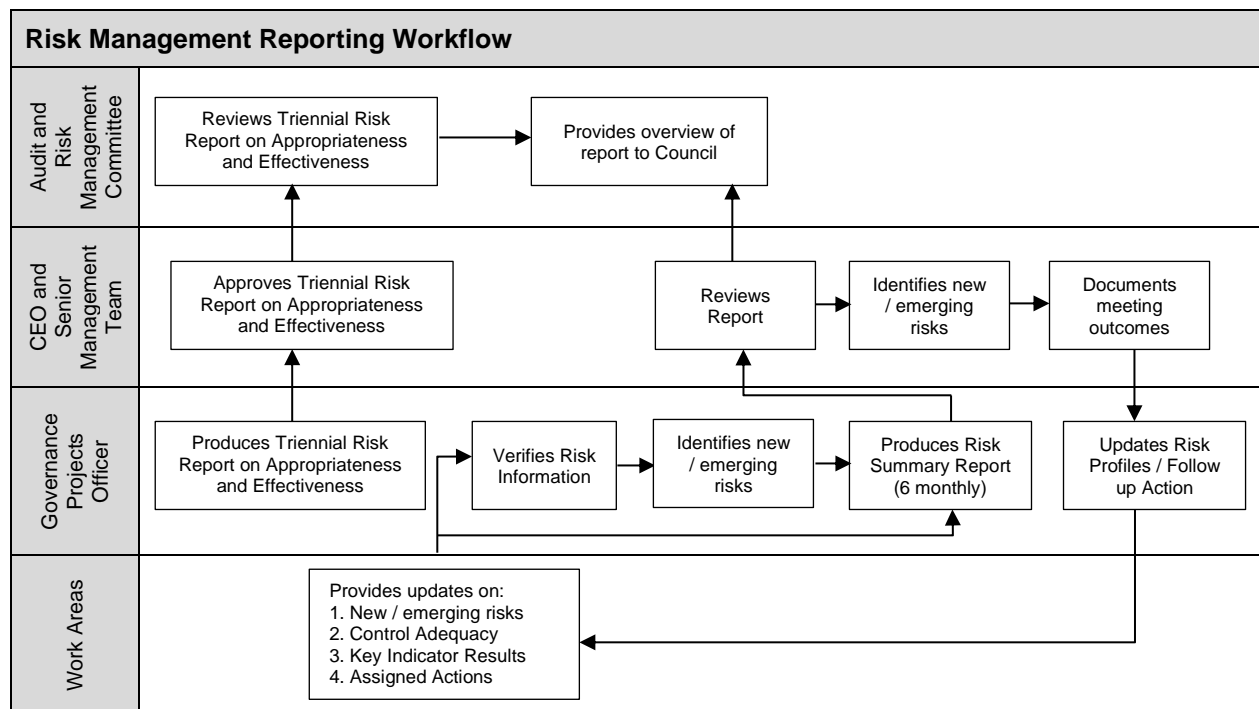 Risk Management Reporting Workflow
Audit and
Risk
Management
Committee
Reviews Triennial Risk
Report on Appropriateness
and Effectiveness
Provides overview of
report to Council
CEO and
Senior
Management
Team
Approves Triennial Risk
Report on Appropriateness
and Effectiveness
Reviews
Report
Identifies new
/ emerging
risks
Documents
meeting
outcomes
Governance
Projects
Officer
Produces Triennial Risk
Report on Appropriateness
and Effectiveness
Verifies Risk
Information
Identifies new
/ emerging
risks
Produces Risk
Summary Report
(6 monthly)
Updates Risk
Profiles / Follow
up Action
Work Areas
Provides updates on:
1. New / emerging risks
2. Control Adequacy
3. Key Indicator Results
4. Assigned Actions